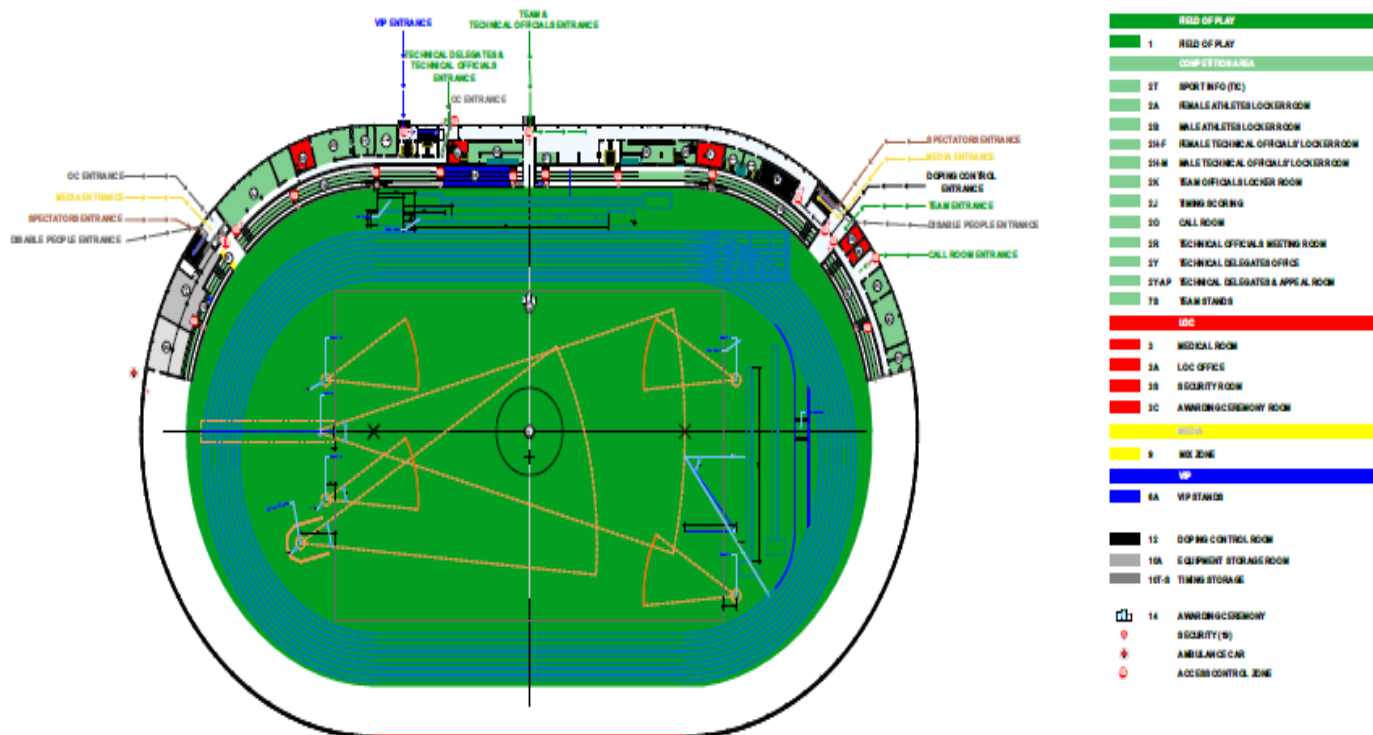 TEAM &
TECHNICAL OFFICIALS ENTRANCE
VIP ENTRANCE
TECHNICAL DELEGATES &
TECHNICAL OFFICIALS
ENTRANCE
OC ENTRANCE
OC ENTRANCE
MEDIA ENTRANCE
SPECTATORS ENTRANCE
DISABLE PEOPLE ENTRANCE
SPECTATORS ENTRANCE
MEDIA ENTRANCE
DOPING CONTROL
ENTRANCE
TEAM ENTRANCE
DISABLE PEOPLE ENTRANCE
CALL ROOM ENTRANCE
FIELD OF PLAY
1 FIELD OF PLAY
COMPETITION AREA
2T SPORT INFO (TIC)
2A FEMALE ATHLETES LOCKER ROOM
2B MALE ATHLETES LOCKER ROOM
2H-F FEMALE TECHNICAL OFFICIALS' LOCKER ROOM
2H-M MALE TECHNICAL OFFICIALS' LOCKER ROOM
2K TEAM OFFICIALS LOCKER ROOM
2J TIMING SCORING
2O CALL ROOM
2R TECHNICAL OFFICIALS MEETING ROOM
2Y TECHNICAL DELEGATES OFFICE
2Y-AP TECHNICAL DELEGATES & APPEAL ROOM
7S TEAM STANDS
LOC
3 MEDICAL ROOM
3A LOC OFFICE
3B SECURITY ROOM
3C AWARDING CEREMONY ROOM
MEDIA
9 MIX ZONE
VIP
6A VIP STANDS
12 DOPING CONTROL ROOM
10A EQUIPMENT STORAGE ROOM
10T-S TIMING STORAGE
14 AWARDING CEREMONY
SECURITY (19)
AMBULANCE CAR
ACCESS CONTROL ZONE